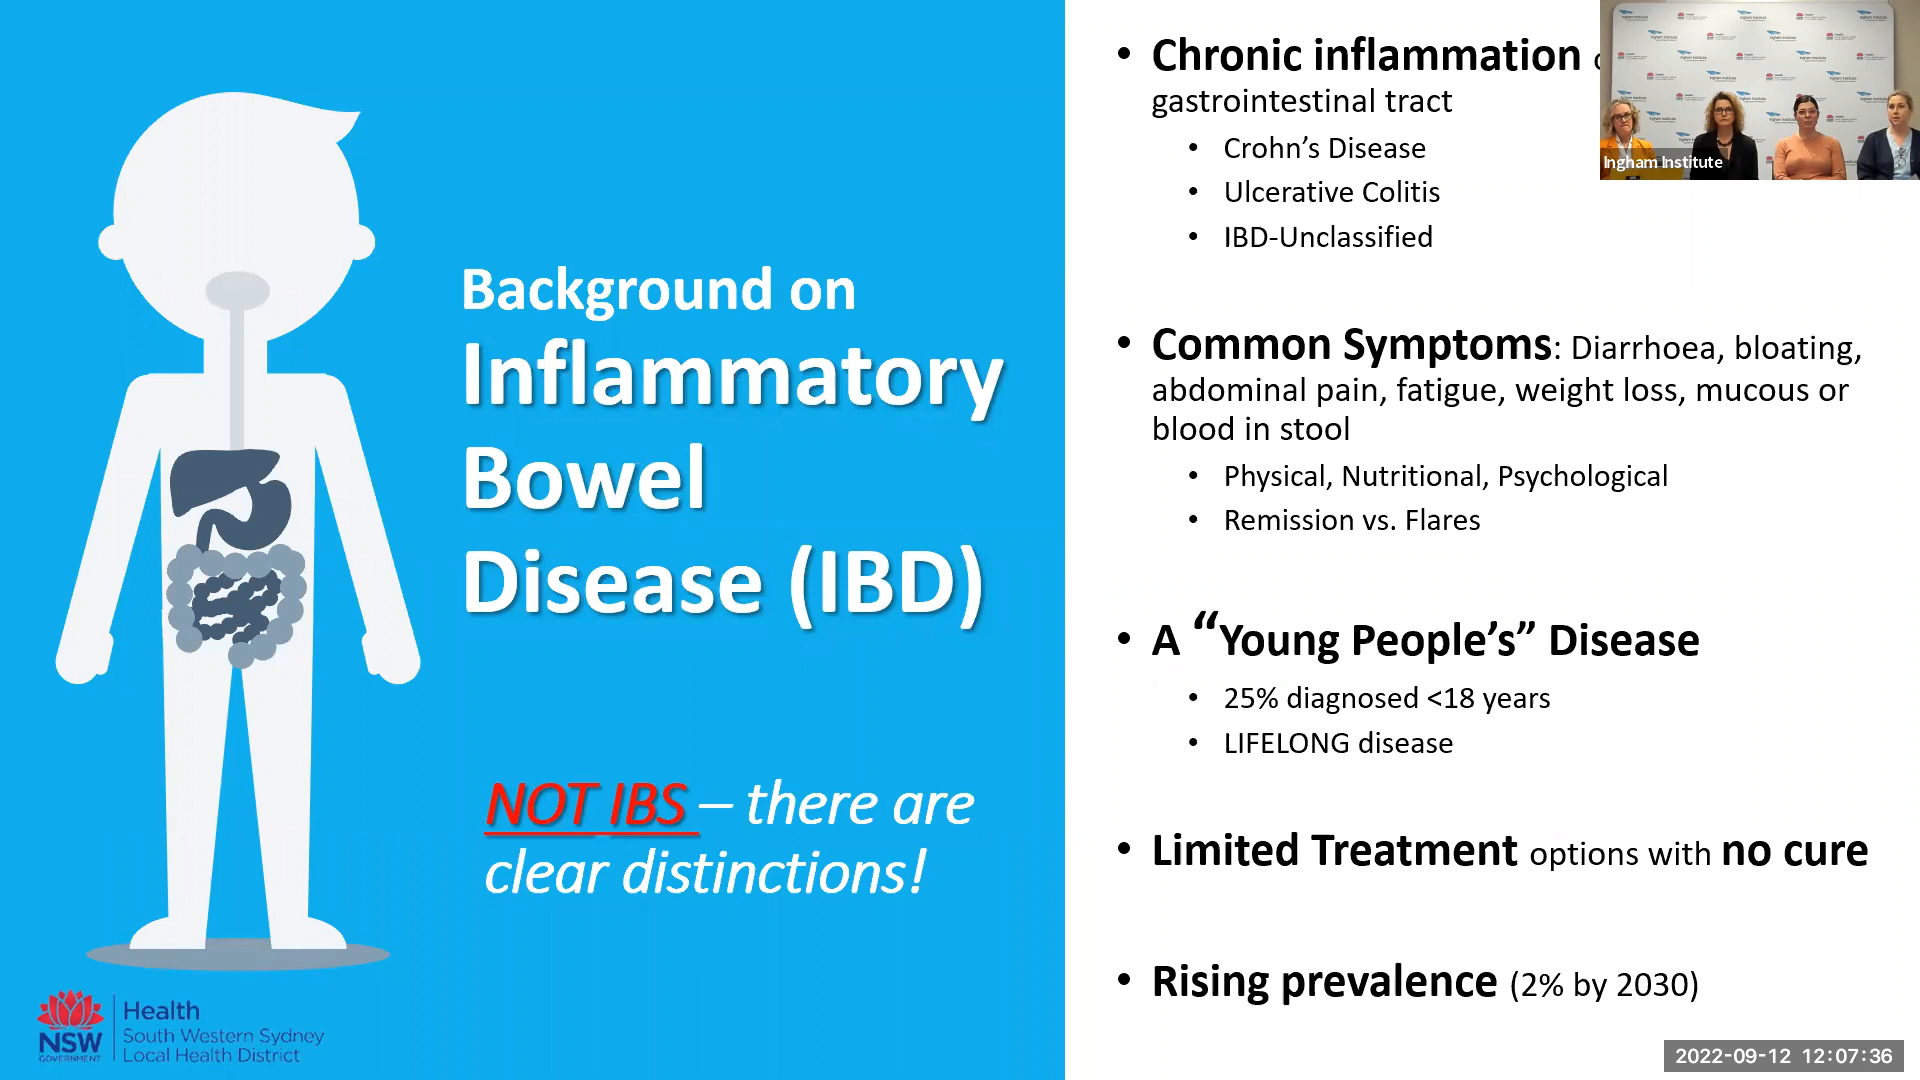 Background on
Inflammatory
Bowel
Disease (IBD)
NOT IBS – there are
clear distinctions!
NSW
GOVERNMENT
Health
South Western Sydney
Local Health District
• Chronic inflammation
gastrointestinal tract
• Crohn’s Disease
• Ulcerative Colitis
• IBD-Unclassified
• Common Symptoms: Diarrhoea, bloating,
abdominal pain, fatigue, weight loss, mucous or
blood in stool
• Physical, Nutritional, Psychological
• Remission vs. Flares
• A “Young People’s” Disease
• 25% diagnosed <18 years
• LIFELONG disease
• Limited Treatment options with no cure
• Rising prevalence (2% by 2030)
Ingham Institute
2022-09-12 12:07:36